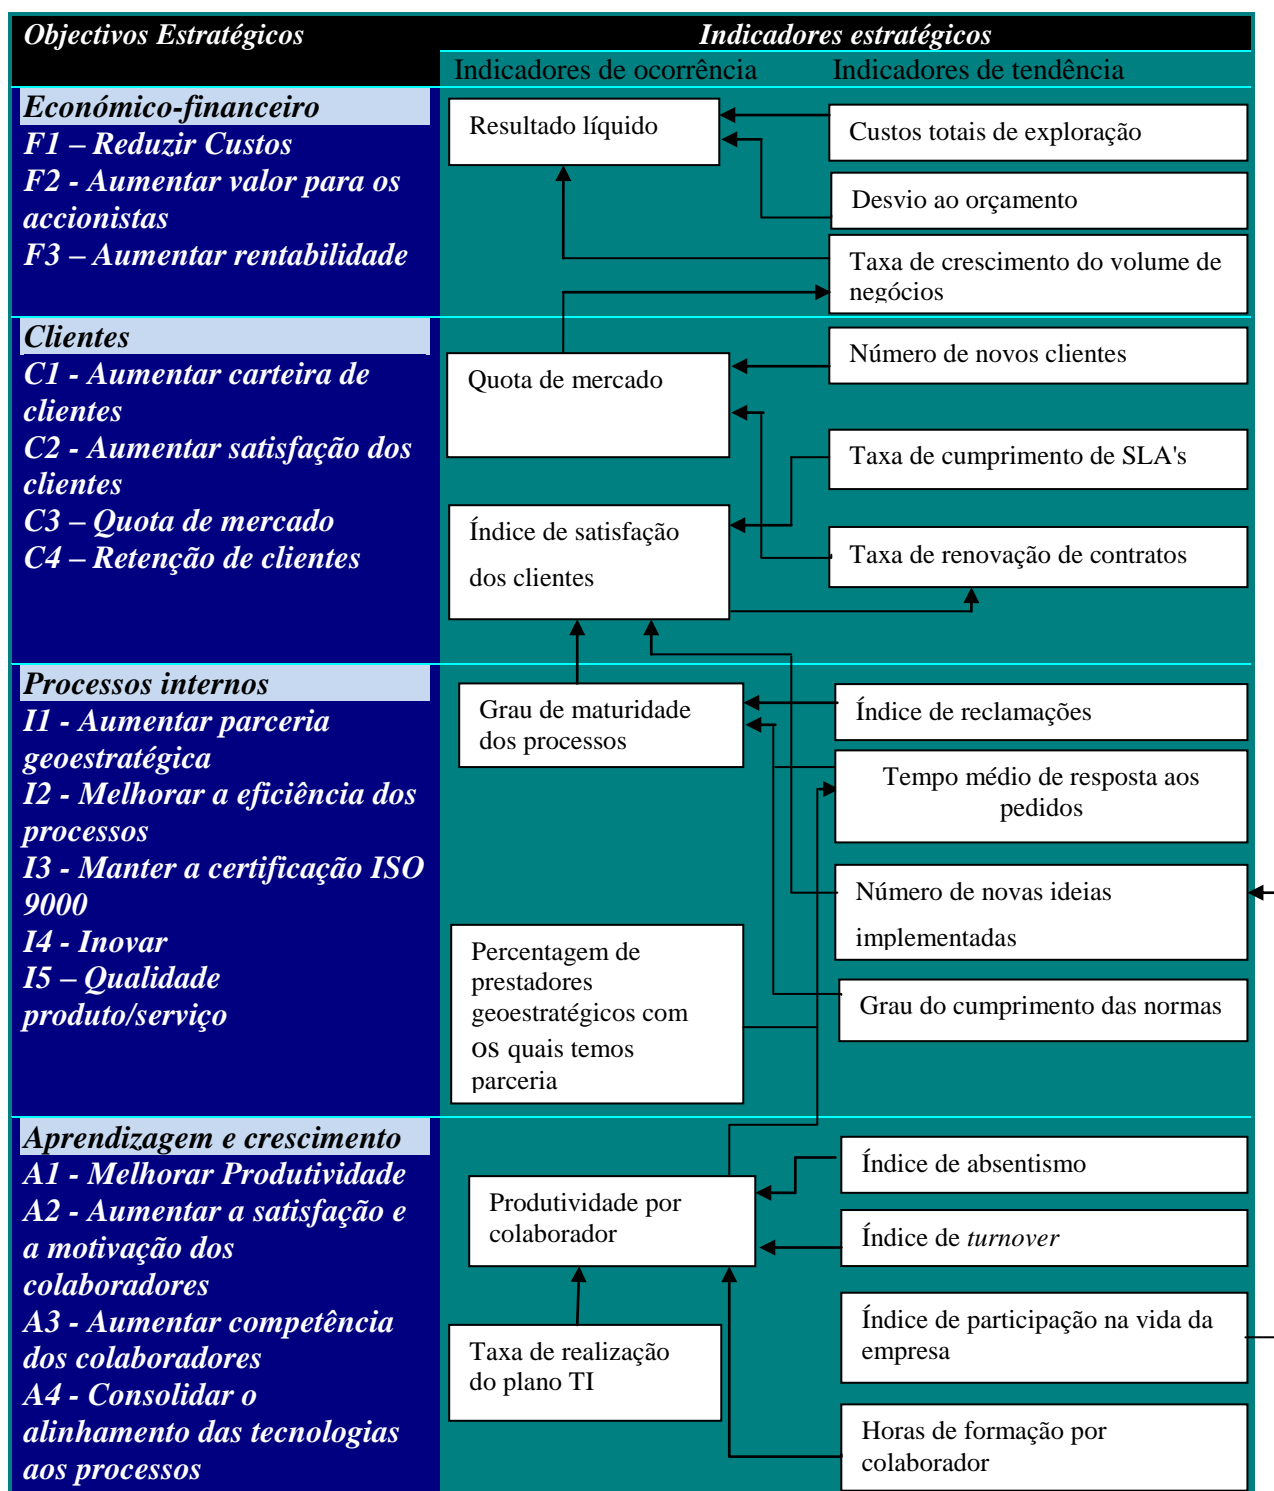 Objectivos Estratégicos
Indicadores estratégicos
Indicadores de ocorrência
Indicadores de tendência
Económico-financeiro
F1 – Reduzir Custos
F2 - Aumentar valor para os
accionistas
F3 – Aumentar rentabilidade
Resultado líquido
Custos totais de exploração
Desvio ao orçamento
Taxa de crescimento do volume de
negócios
Clientes
C1 - Aumentar carteira de
clientes
C2 - Aumentar satisfação dos
clientes
C3 – Quota de mercado
C4 – Retenção de clientes
Quota de mercado
Índice de satisfação
dos clientes
Número de novos clientes
Taxa de cumprimento de SLA's
Taxa de renovação de contratos
Processos internos
I1 - Aumentar parceria
geoestratégica
I2 - Melhorar a eficiência dos
processos
I3 - Manter a certificação ISO
9000
I4 - Inovar
I5 – Qualidade
produto/serviço
Grau de maturidade
dos processos
Percentagem de
prestadores
geoestratégicos com
os quais temos
parceria
Índice de reclamações
Tempo médio de resposta aos
pedidos
Número de novas ideias
implementadas
Grau do cumprimento das normas
Aprendizagem e crescimento
A1 - Melhorar Produtividade
A2 - Aumentar a satisfação e
a motivação dos
colaboradores
A3 - Aumentar competência
dos colaboradores
A4 - Consolidar o
alinhamento das tecnologias
aos processos
Produtividade por
colaborador
Taxa de realização
do plano TI
Índice de absentismo
Índice de turnover
Índice de participação na vida da
empresa
Horas de formação por
colaborador